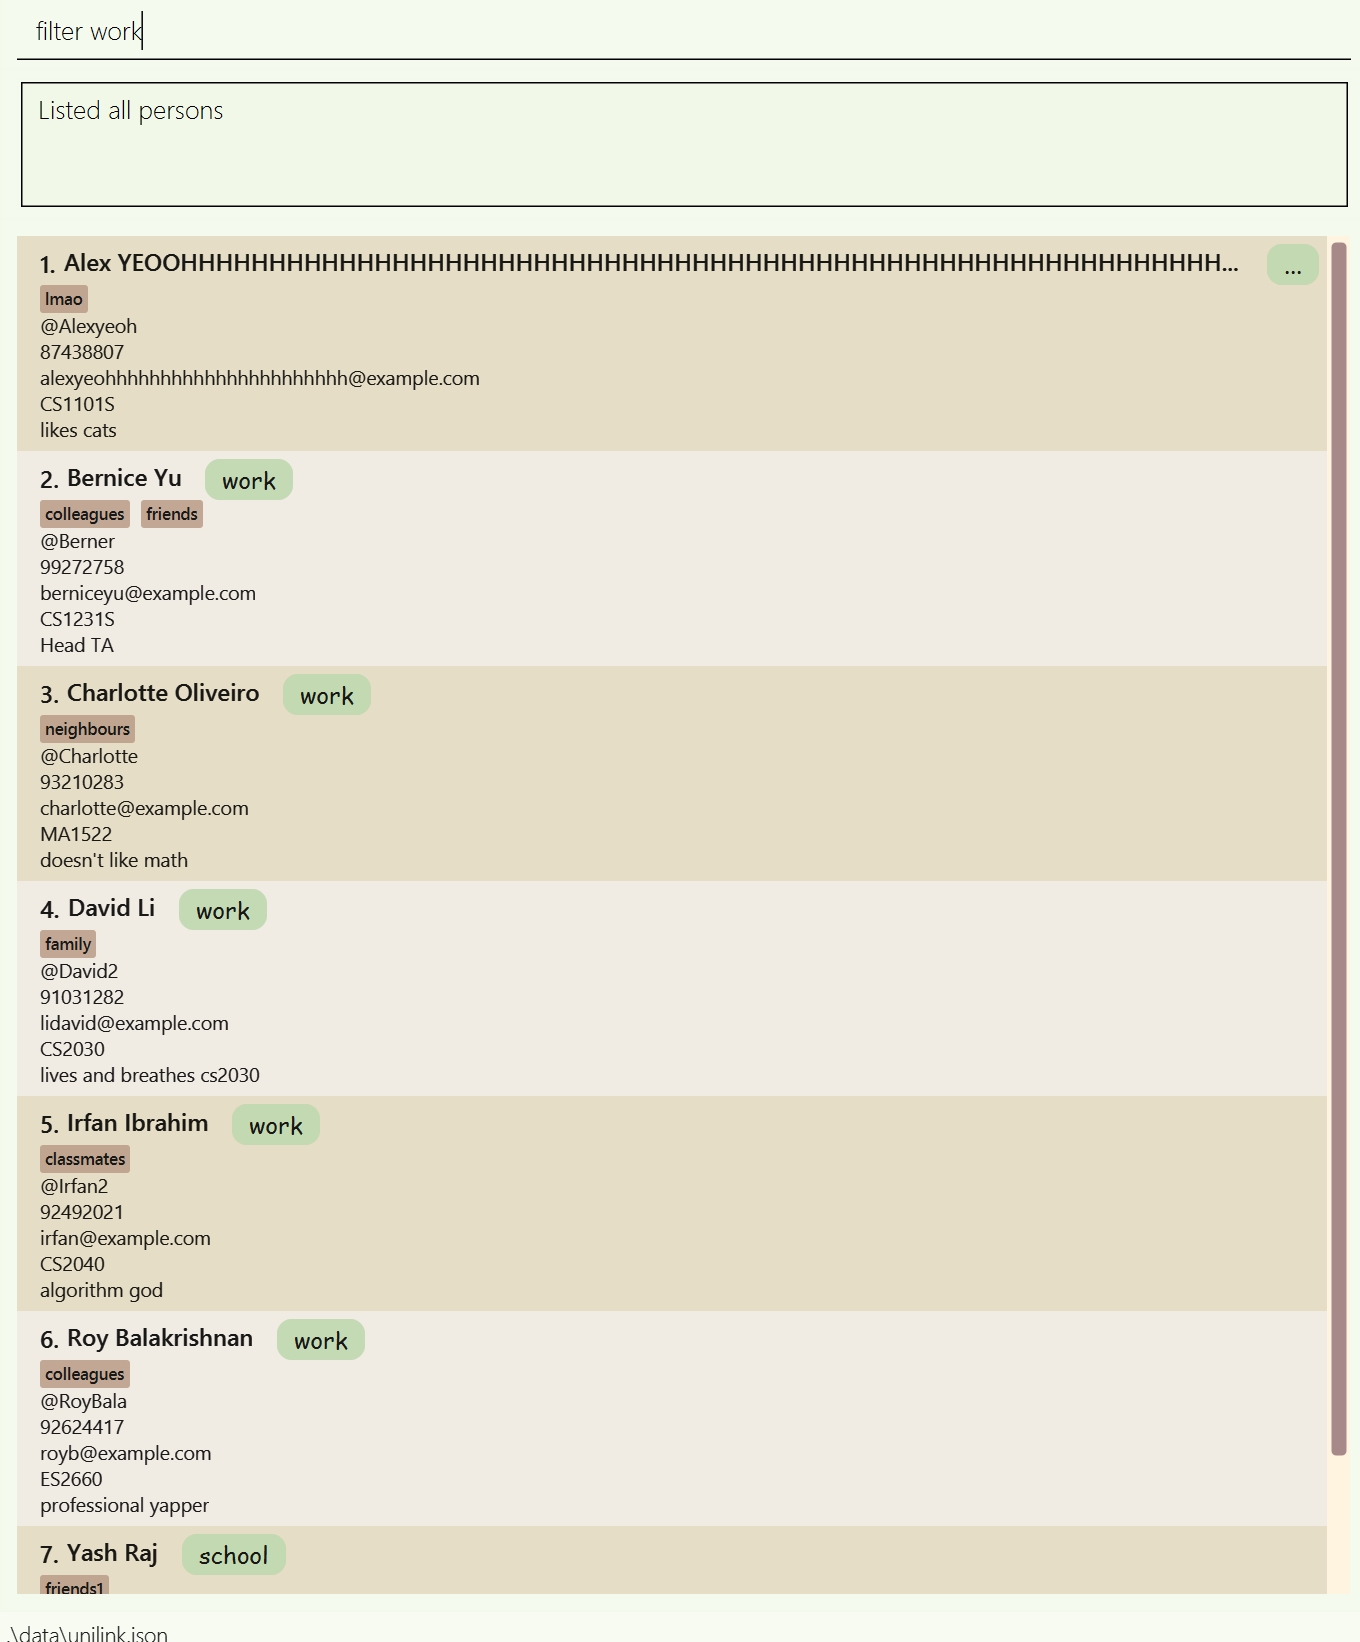 filter work
Listed all persons
1. Alex YEOOHHHHHHHHHHHHHHHHHHHHHHHHHHHHHHHHHHHHHHHHHHHHHHHHHHHHHHHHHHH... ...
lmao
@Alexyeoh
87438807
alexyeohhhhhhhhhhhhhhhhhhhhhhh@example.com
CS1101S
likes cats
2. Bernice Yu work
colleagues friends
@Berner
99272758
berniceyu@example.com
CS1231S
Head TA
3. Charlotte Oliveiro work
neighbours
@Charlotte
93210283
charlotte@example.com
MA1522
doesn't like math
4. David Li work
family
@David2
91031282
lidavid@example.com
CS2030
lives and breathes cs2030
5. Irfan Ibrahim work
classmates
@Irfan2
92492021
irfan@example.com
CS2040
algorithm god
6. Roy Balakrishnan work
colleagues
@RoyBala
92624417
royb@example.com
ES2660
professional yapper
7. Yash Raj school
friends1
.\data\unilink.json